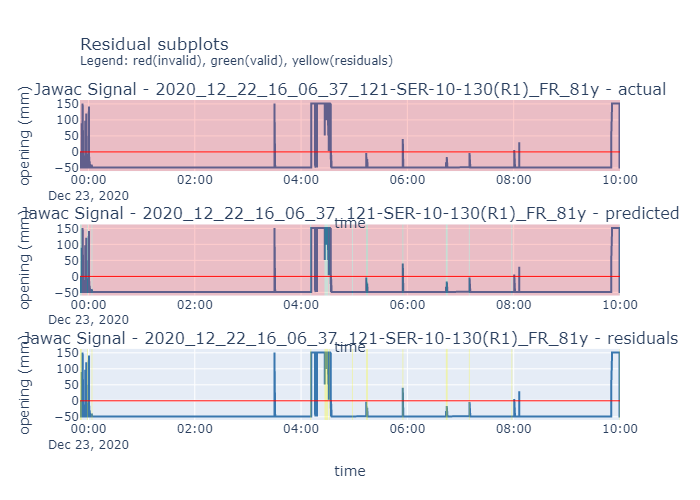 Residual subplots
Legend: red(invalid), green(valid), yellow(residuals)
Jawac Signal - 2020_12_22_16_06_37_121-SER-10-130(R1)_FR_81y - actual
opening (mm)
150
100
50
0
−50
00:00 02:00 04:00 06:00 08:00 10:00
Dec 23, 2020
time
Jawac Signal - 2020_12_22_16_06_37_121-SER-10-130(R1)_FR_81y - predicted
opening (mm)
150
100
50
0
−50
00:00 02:00 04:00 06:00 08:00 10:00
Dec 23, 2020
time
Jawac Signal - 2020_12_22_16_06_37_121-SER-10-130(R1)_FR_81y - residuals
opening (mm)
150
100
50
0
−50
00:00 02:00 04:00 06:00 08:00 10:00
Dec 23, 2020
time